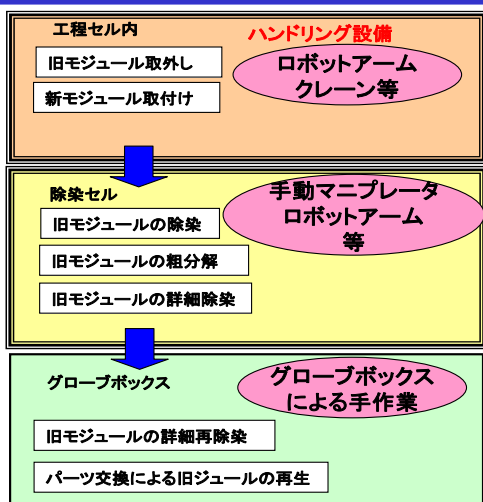 工程セル内
ハンドリング設備
旧モジュール取外し
ロボットアーム
クレーン等
新モジュール取付け
除染セル
手動マニプレータ
ロボットアーム
等
旧モジュールの除染
旧モジュールの粗分解
旧モジュールの詳細除染
グローブボックス
グローブボックス
による手作業
旧モジュールの詳細再除染
パーツ交換による旧ジュールの再生